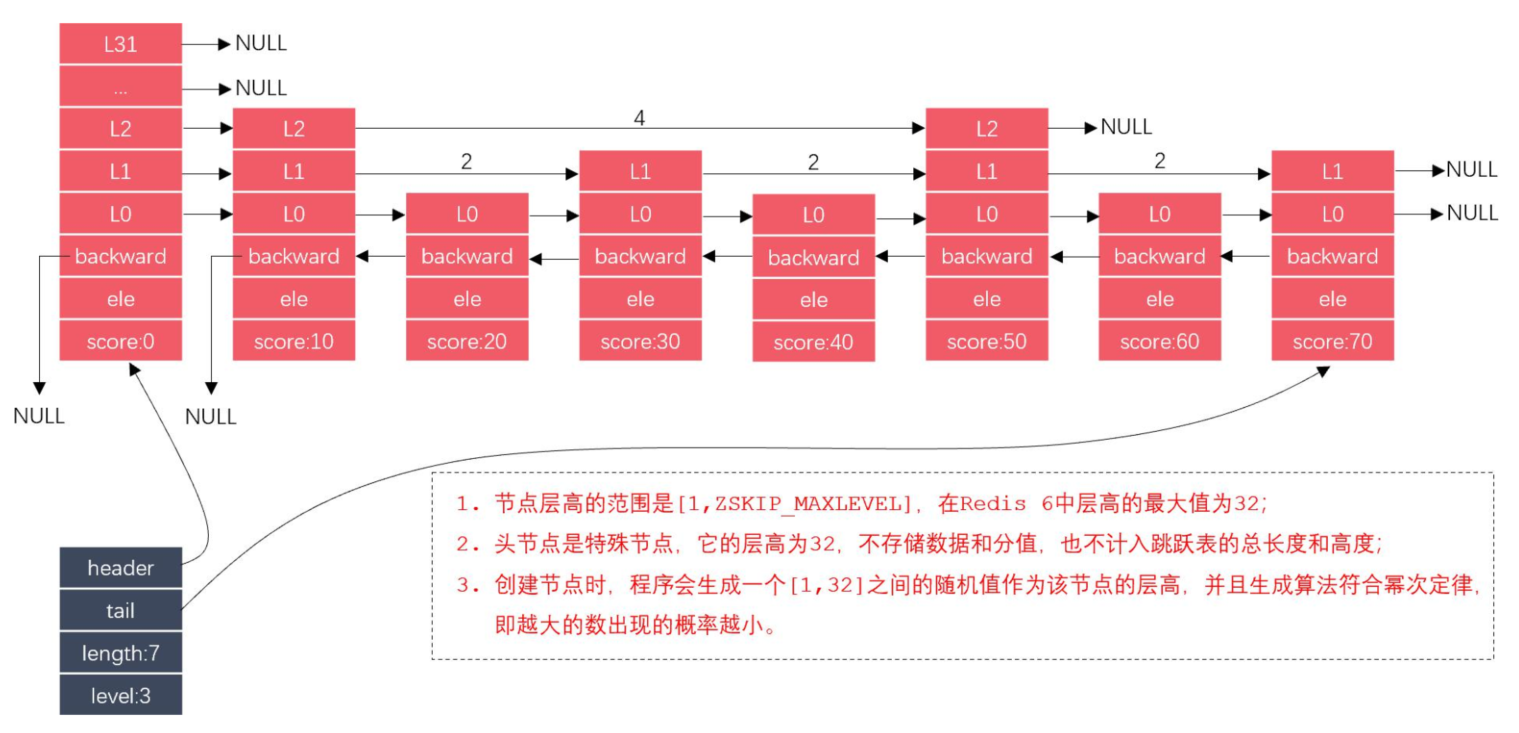 L31 NULL
... NULL
L2 L2 4 L2 NULL
L1 L1 2 L1 2 L1 2 L1 NULL
L0 L0 L0 L0 L0 L0 L0 L0 NULL
backward backward backward backward backward backward backward backward
ele ele ele ele ele ele ele ele
score:0 score:10 score:20 score:30 score:40 score:50 score:60 score:70
NULL NULL
1. 节点层高的范围是[1,ZSKIP_MAXLEVEL]，在Redis 6中层高的最大值为32；
2. 头节点是特殊节点，它的层高为32，不存储数据和分值，也不计入跳跃表的总长度和高度；
3. 创建节点时，程序会生成一个[1,32]之间的随机值作为该节点的层高，并且生成算法符合幂次定律，
即越大的数出现的概率越小。
header
tail
length:7
level:3